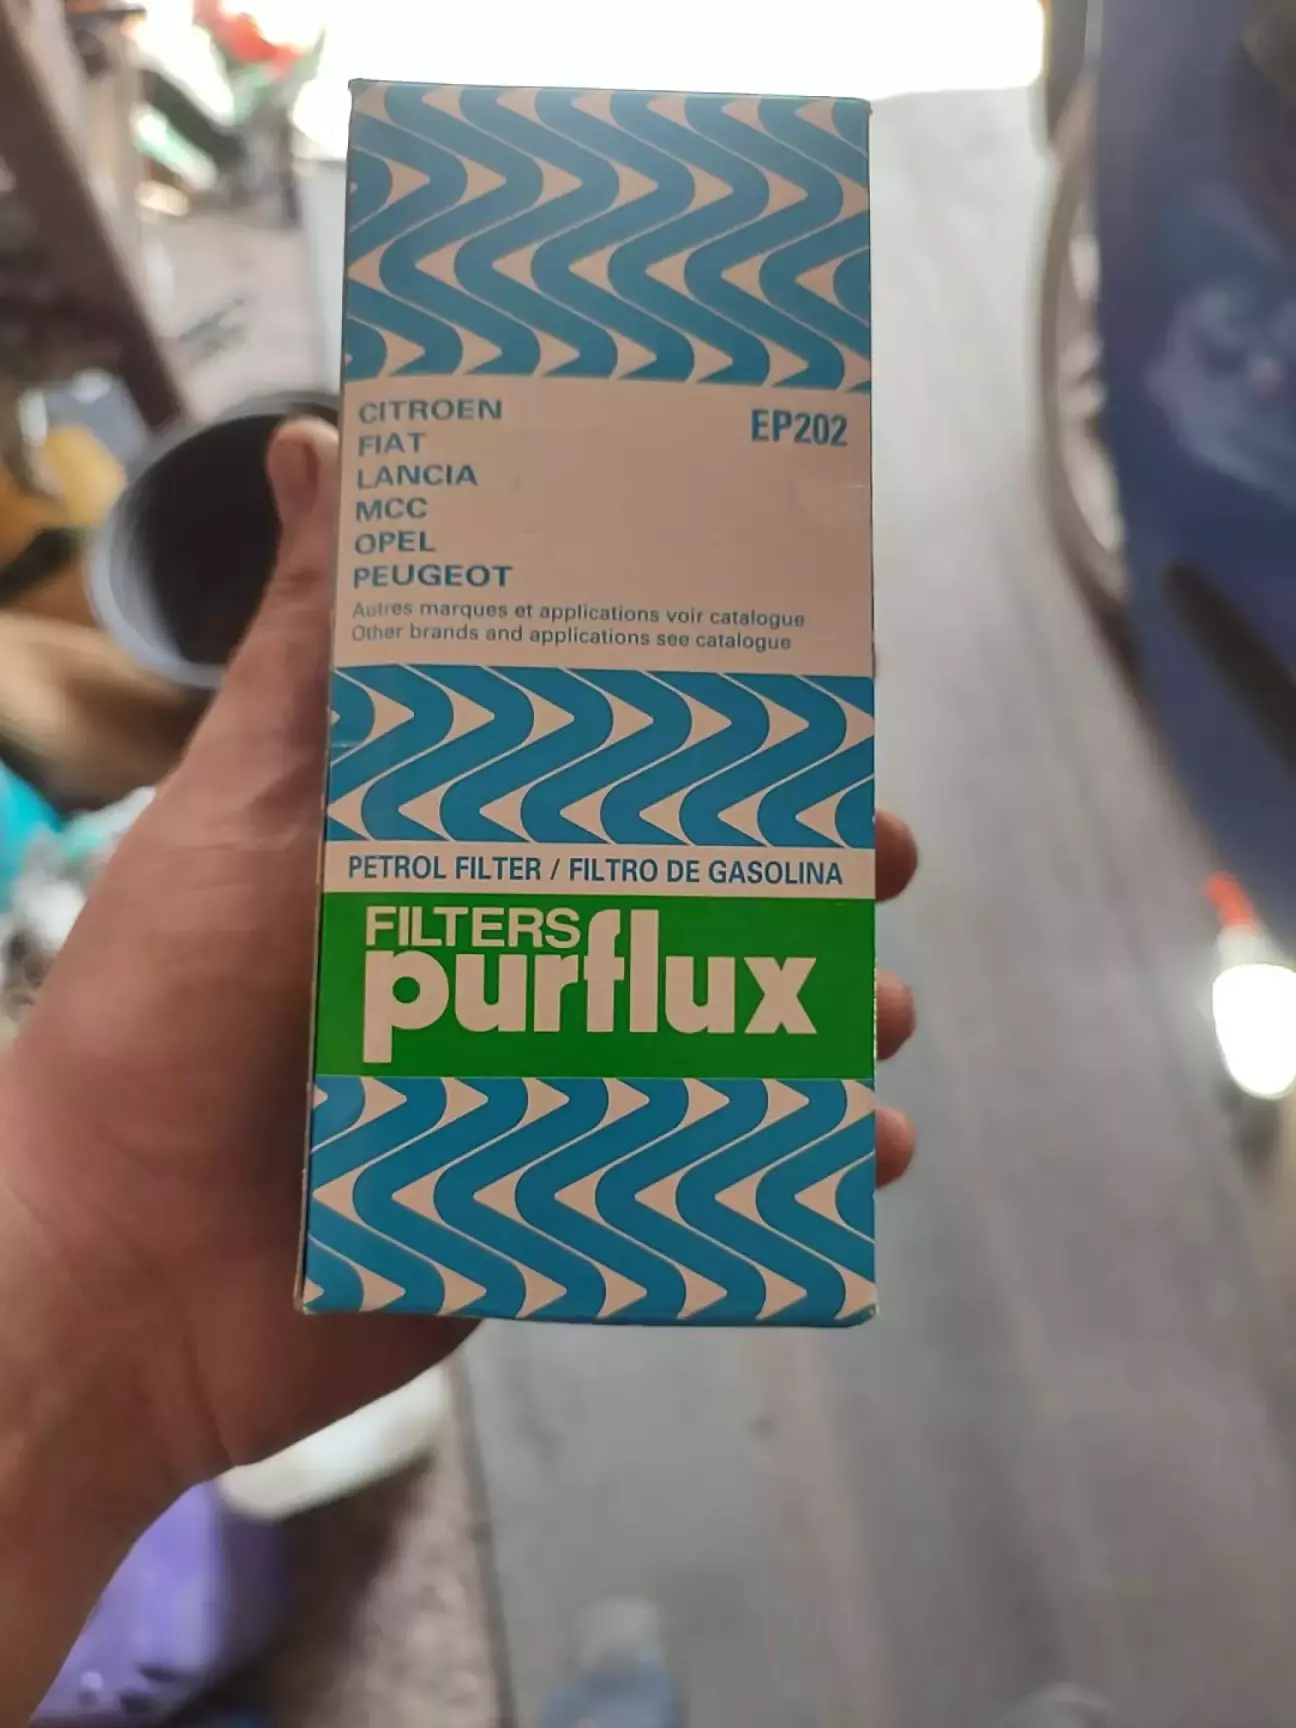 CITROEN
FIAT
LANCIA
MCC
OPEL
PEUGEOT
EP202
Autres marques et applications voir catalogue
Other brands and applications see catalogue
PETROL FILTER / FILTRO DE GASOLINA
FILTERS
purflux